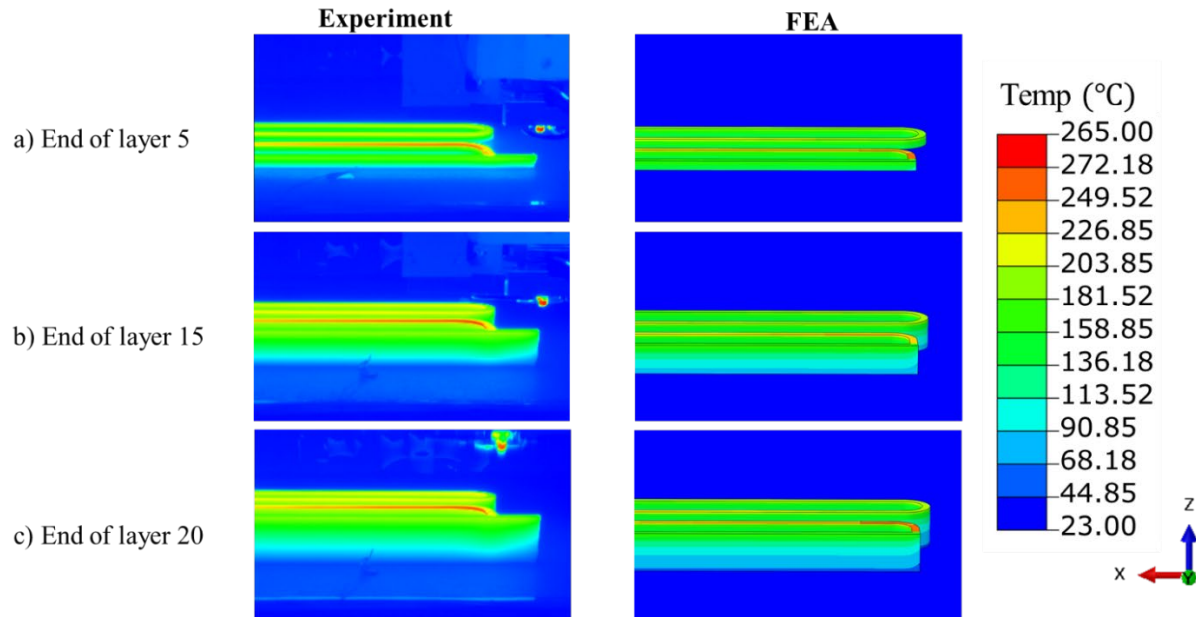 Experiment
FEA
a) End of layer 5
b) End of layer 15
c) End of layer 20
Temp (°C)
265.00
272.18
249.52
226.85
203.85
181.52
158.85
136.18
113.52
90.85
68.18
44.85
23.00
Z
X
Y